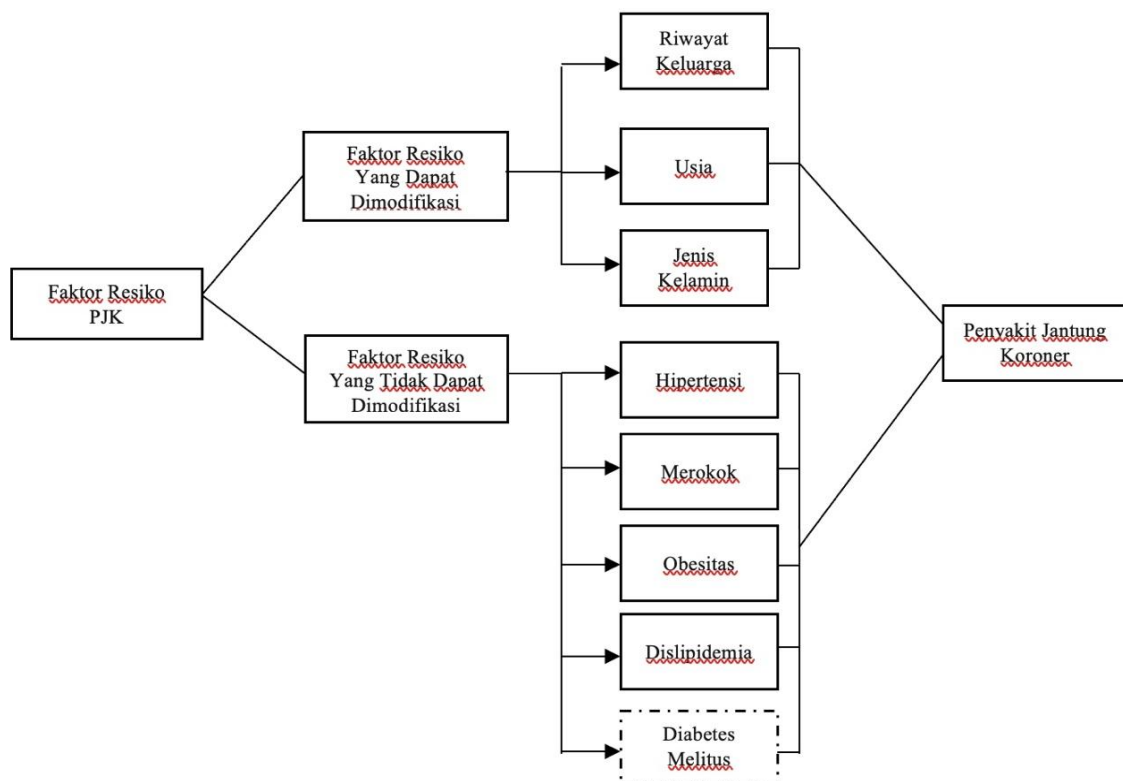 Faktor Resiko
PJK
Faktor Resiko
Yang Dapat
Dimodifikasi
Faktor Resiko
Yang Tidak Dapat
Dimodifikasi
Riwayat
Keluarga
Usia
Jenis
Kelamin
Hipertensi
Merokok
Obesitas
Dislipidemia
Diabetes
Melitus
Penyakit Jantung
Koroner